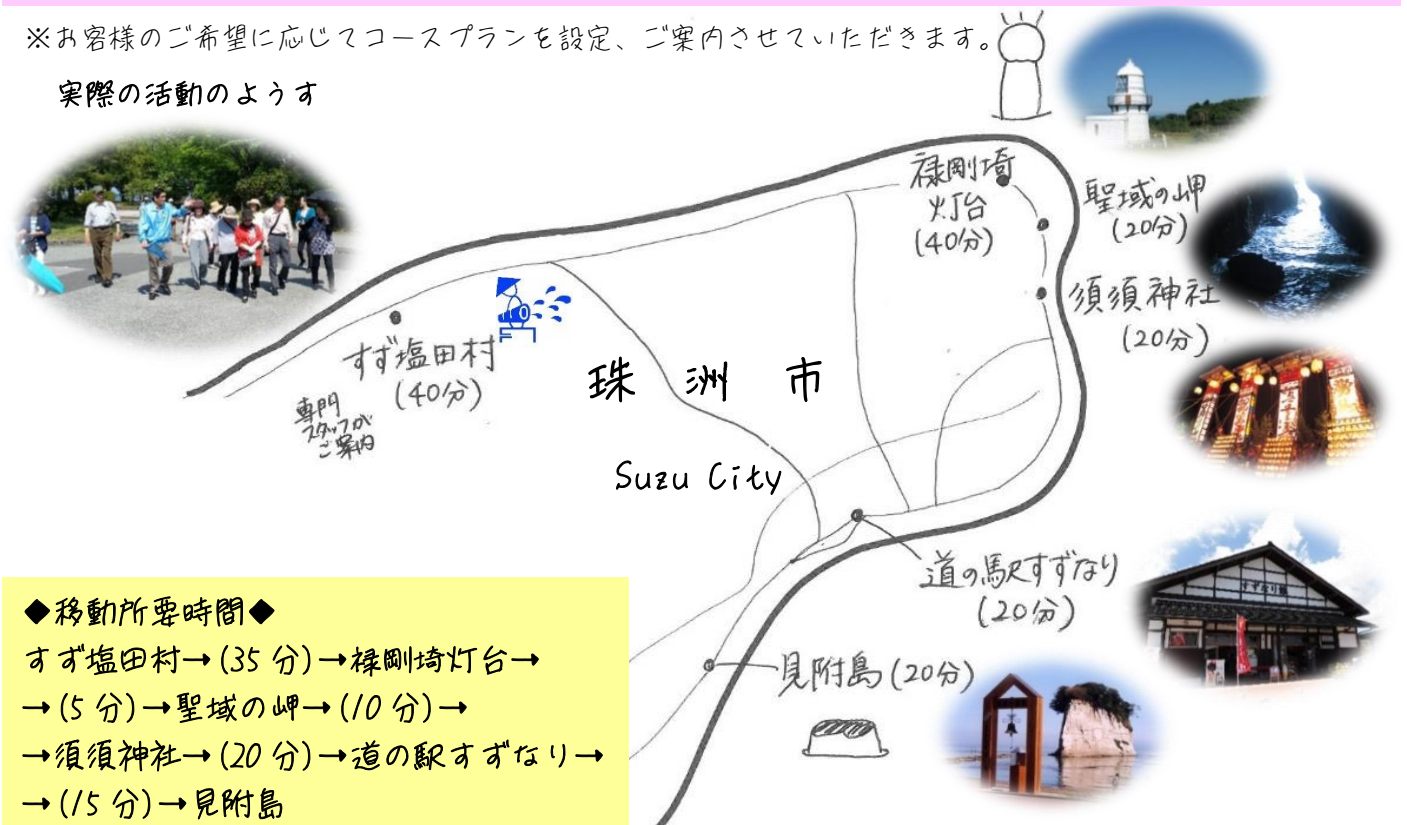 ※お客様のご希望に応じてコースプランを設定、ご案内させていただきます。
実際の活動のようす
禄剛埼
灯台
(40分)
聖域の岬
(20分)
須須神社
(20分)
すず塩田村
(40分)
専門
スタッフが
ご案内
珠洲市
Suzu City
道の駅すずなり
(20分)
すずなり館
見附島(20分)
◆移動所要時間◆
すず塩田村→(35分)→禄剛埼灯台→
→(5分)→聖域の岬→(10分)→
→須須神社→(20分)→道の駅すずなり→
→(15分)→見附島